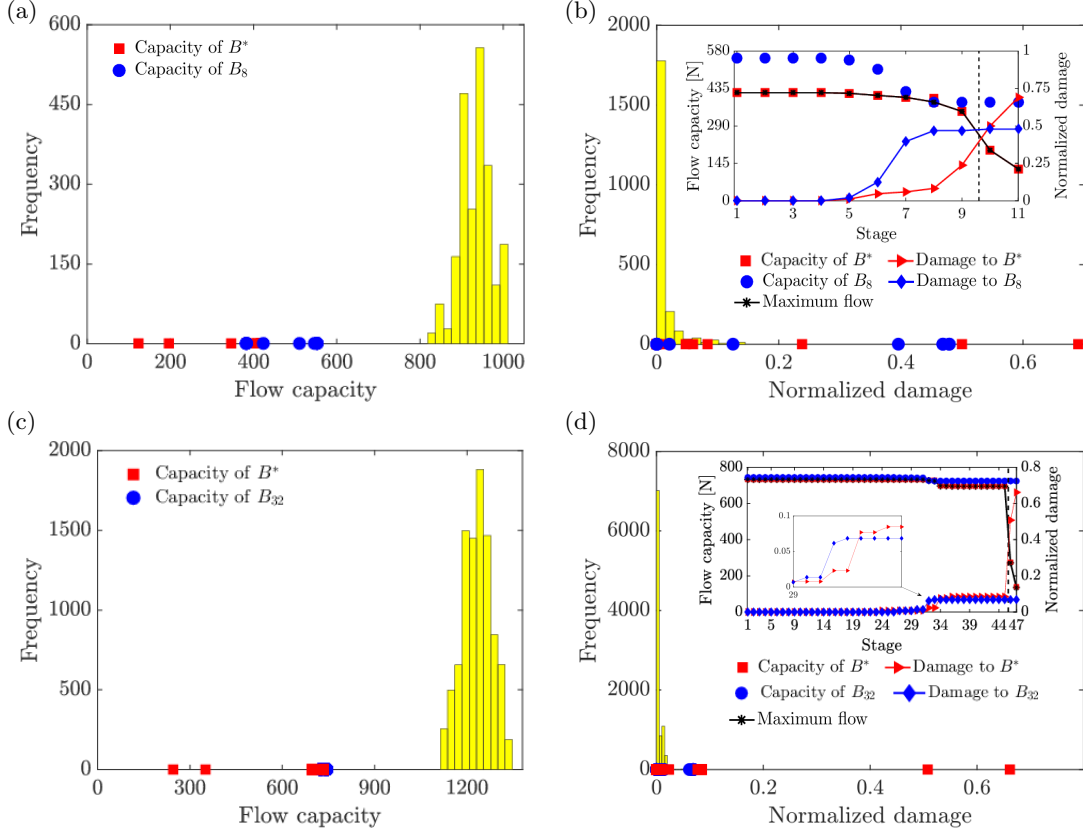 (a)
600
450
300
150
0
Frequency
Capacity of B*
Capacity of B8
0 200 400 600 800 1000
Flow capacity
(b)
2000
1500
1000
500
0
Frequency
580
435
290
145
0
Flow capacity [N]
1
0.75
0.5
0.25
0
Normalized damage
1 3 5 7 9 11
Stage
Capacity of B* Damage to B*
Capacity of B8 Damage to B8
Maximum flow
0 0.2 0.4 0.6
Normalized damage
(c)
2000
1500
1000
500
0
Frequency
Capacity of B*
Capacity of B32
0 300 600 900 1200
Flow capacity
(d)
8000
6000
4000
2000
0
Frequency
800
600
400
200
0
Flow capacity [N]
0.8
0.6
0.4
0.2
0
Normalized damage
0.1
0.05
0
29
1 4 9 14 19 24 29 34 39 4447
Stage
Capacity of B* Damage to B*
Capacity of B32 Damage to B32
Maximum flow
0 0.2 0.4 0.6
Normalized damage